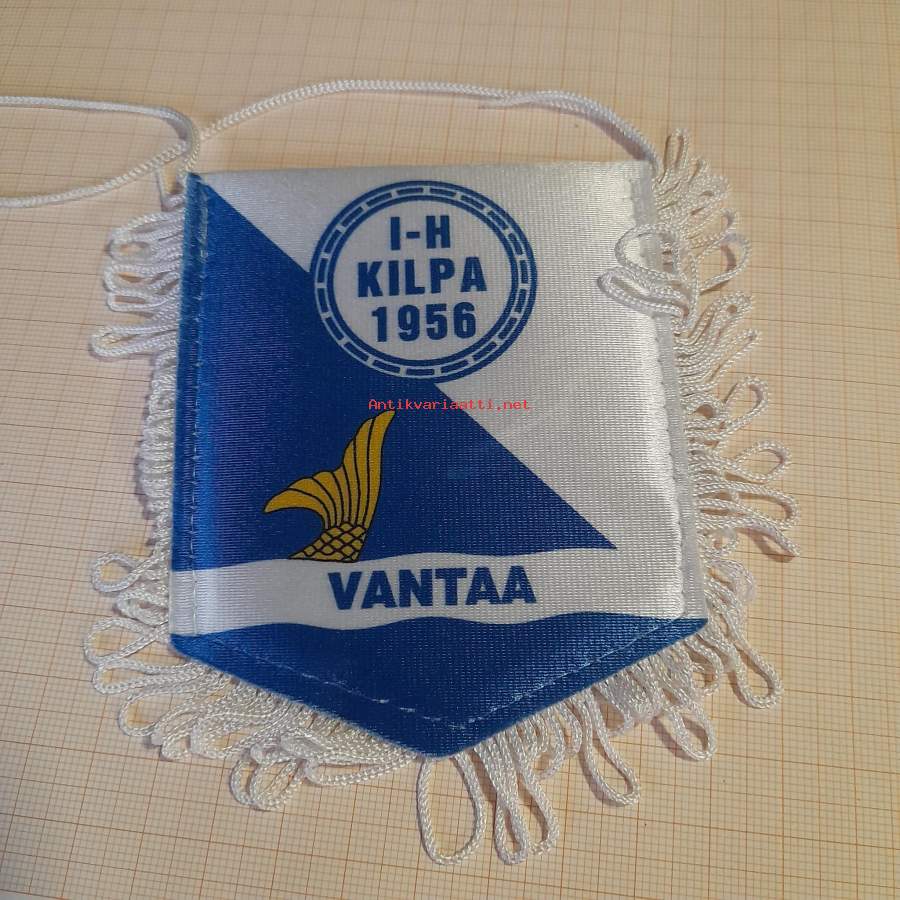 I-H
KILPA
1956
Antikvariaatti.net
VANTAA